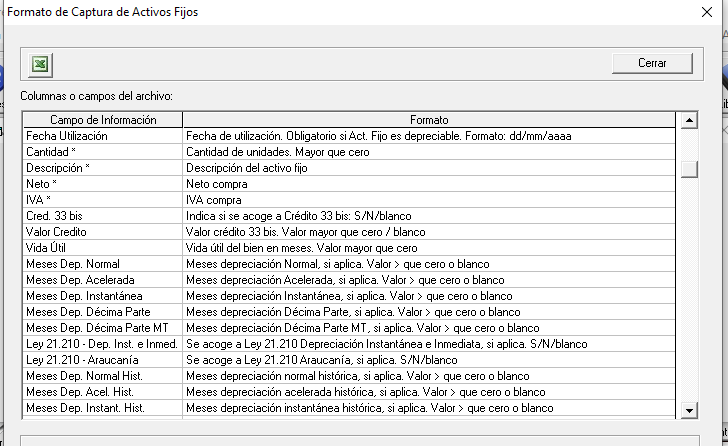 Formato de Captura de Activos Fijos
Cerrar
Columnas o campos del archivo:
Campo de Información Formato
Fecha Utilización Fecha de utilización. Obligatorio si Act. Fijo es depreciable. Formato: dd/mm/aaaa
Cantidad * Cantidad de unidades. Mayor que cero
Descripción * Descripción del activo fijo
Neto * Neto compra
IVA * IVA compra
Cred. 33 bis Indica si se acoge a Crédito 33 bis: S/N/blanco
Valor Credito Valor crédito 33 bis. Valor mayor que cero / blanco
Vida Útil Vida útil del bien en meses. Valor mayor que cero
Meses Dep. Normal Meses depreciación Normal, si aplica. Valor > que cero o blanco
Meses Dep. Acelerada Meses depreciación Acelerada, si aplica. Valor > que cero o blanco
Meses Dep. Instantánea Meses depreciación Instantánea, si aplica. Valor > que cero o blanco
Meses Dep. Décima Parte Meses depreciación Décima Parte, si aplica. Valor > que cero o blanco
Meses Dep. Décima Parte MT Meses depreciación Décima Parte MT, si aplica. Valor > que cero o blanco
Ley 21.210 - Dep. Inst. e Inmed. Se acoge a Ley 21.210 Depreciación Instantánea e Inmediata, si aplica. S/N/blanco
Ley 21.210 - Araucanía Se acoge a Ley 21.210 Araucanía, si aplica. S/N/blanco
Meses Dep. Normal Hist. Meses depreciación normal histórica, si aplica. Valor > que cero o blanco
Meses Dep. Acel. Hist. Meses depreciación acelerada histórica, si aplica. Valor > que cero o blanco
Meses Dep. Instant. Hist. Meses depreciación instantánea histórica, si aplica. Valor > que cero o blanco